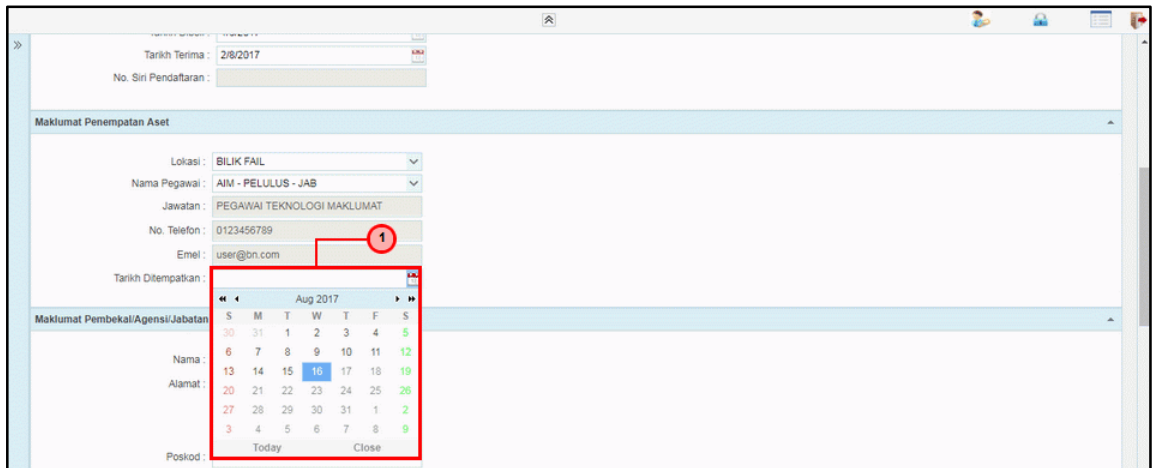 Tarikh Terima : 2/8/2017
No. Siri Pendaftaran :
Maklumat Penempatan Aset
Lokasi : BILIK FAIL
Nama Pegawai : AIM - PELULUS - JAB
Jawatan : PEGAWAI TEKNOLOGI MAKLUMAT
No. Telefon : 0123456789
1
Emel : user@bn.com
Tarikh Ditempatkan :
Aug 2017
Maklumat Pembekal/Agensi/Jabatan
S M T W T F S
30 31 1 2 3 4 5
6 7 8 9 10 11 12
Nama :
13 14 15 16 17 18 19
Alamat :
20 21 22 23 24 25 26
27 28 29 30 31 1 2
3 4 5 6 7 8 9
Today Close
Poskod :